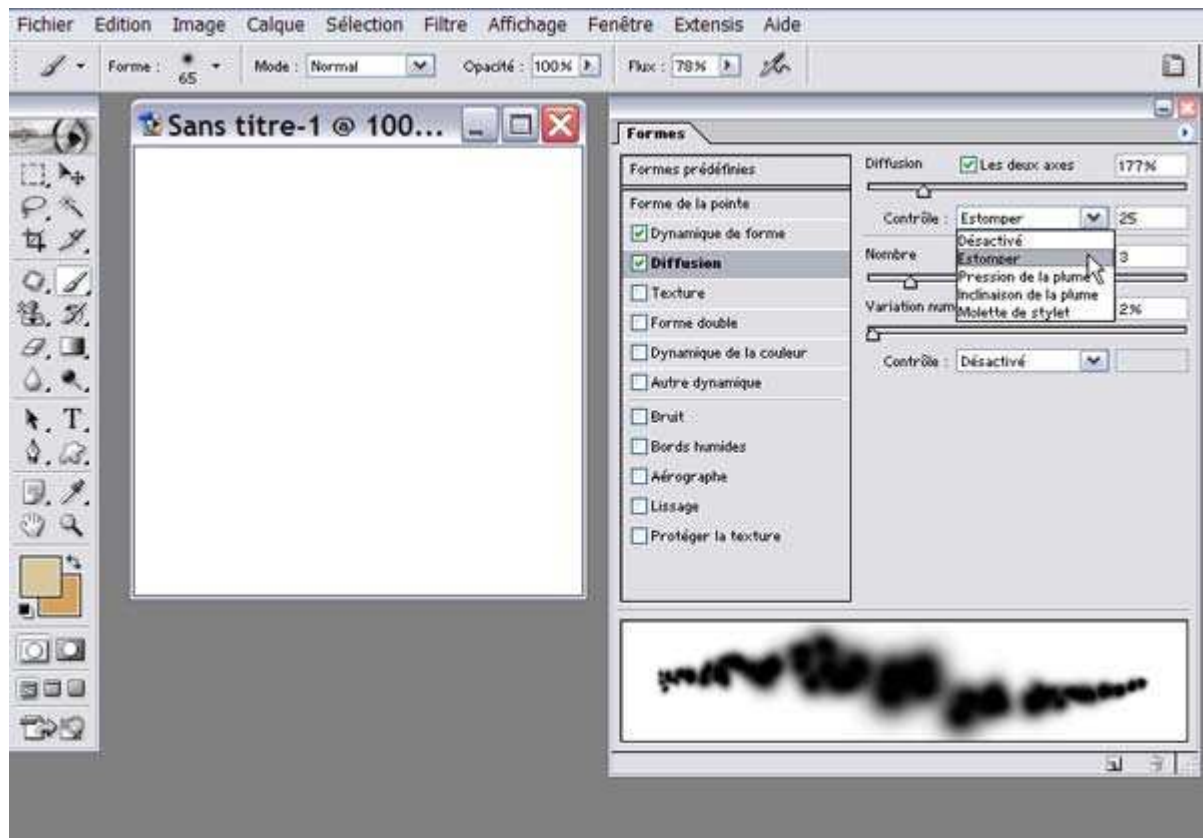 Fichier Edition Image Calque Sélection Filtre Affichage Fenêtre Extensis Aide
Forme : 65 Mode : Normal Opacité : 100% Flux : 78%
Sans titre-1 @ 100...
Formes
Formes prédéfinies
Forme de la pointe
Dynamique de forme
Diffusion
Texture
Forme double
Dynamique de la couleur
Autre dynamique
Bruit
Bords humides
Aérographe
Lissage
Protéger la texture
Diffusion Les deux axes 177%
Contrôle : Estomper 25
Désactivé
Nombre Estomper 3
Pression de la plume
Inclinaison de la plume
Variation num Molette de stylet 2%
Contrôle : Désactivé
T